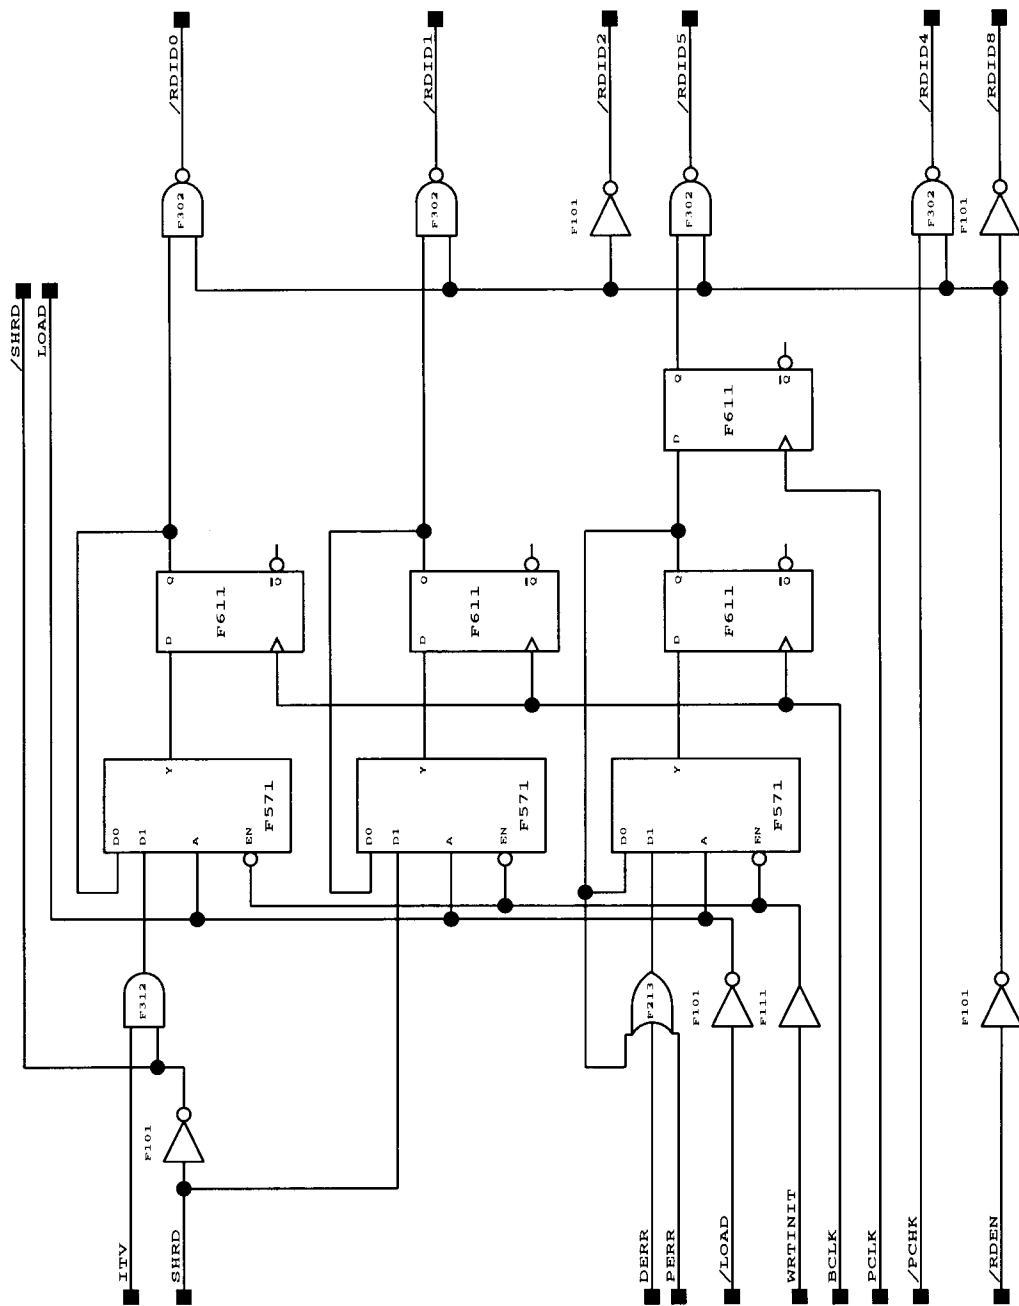 /RDID0
/RDID1
/RDID2
/RDID5
/RDID4
/RDID8
F302
F302
F101
F302
F302
F101
/SHRD
LOAD
Q
Q
D
F611
Q
Q
D
F611
Q
Q
D
F611
Q
Q
D
F611
Y
F571
D0
D1
A
EN
Y
F571
D0
D1
A
EN
Y
F571
D0
D1
A
EN
F312
F213
F101
F111
F101
F101
ITV
SHRD
DERR
PERR
/LOAD
WRTINIT
BCLK
PCLK
/PCHK
/RDEN